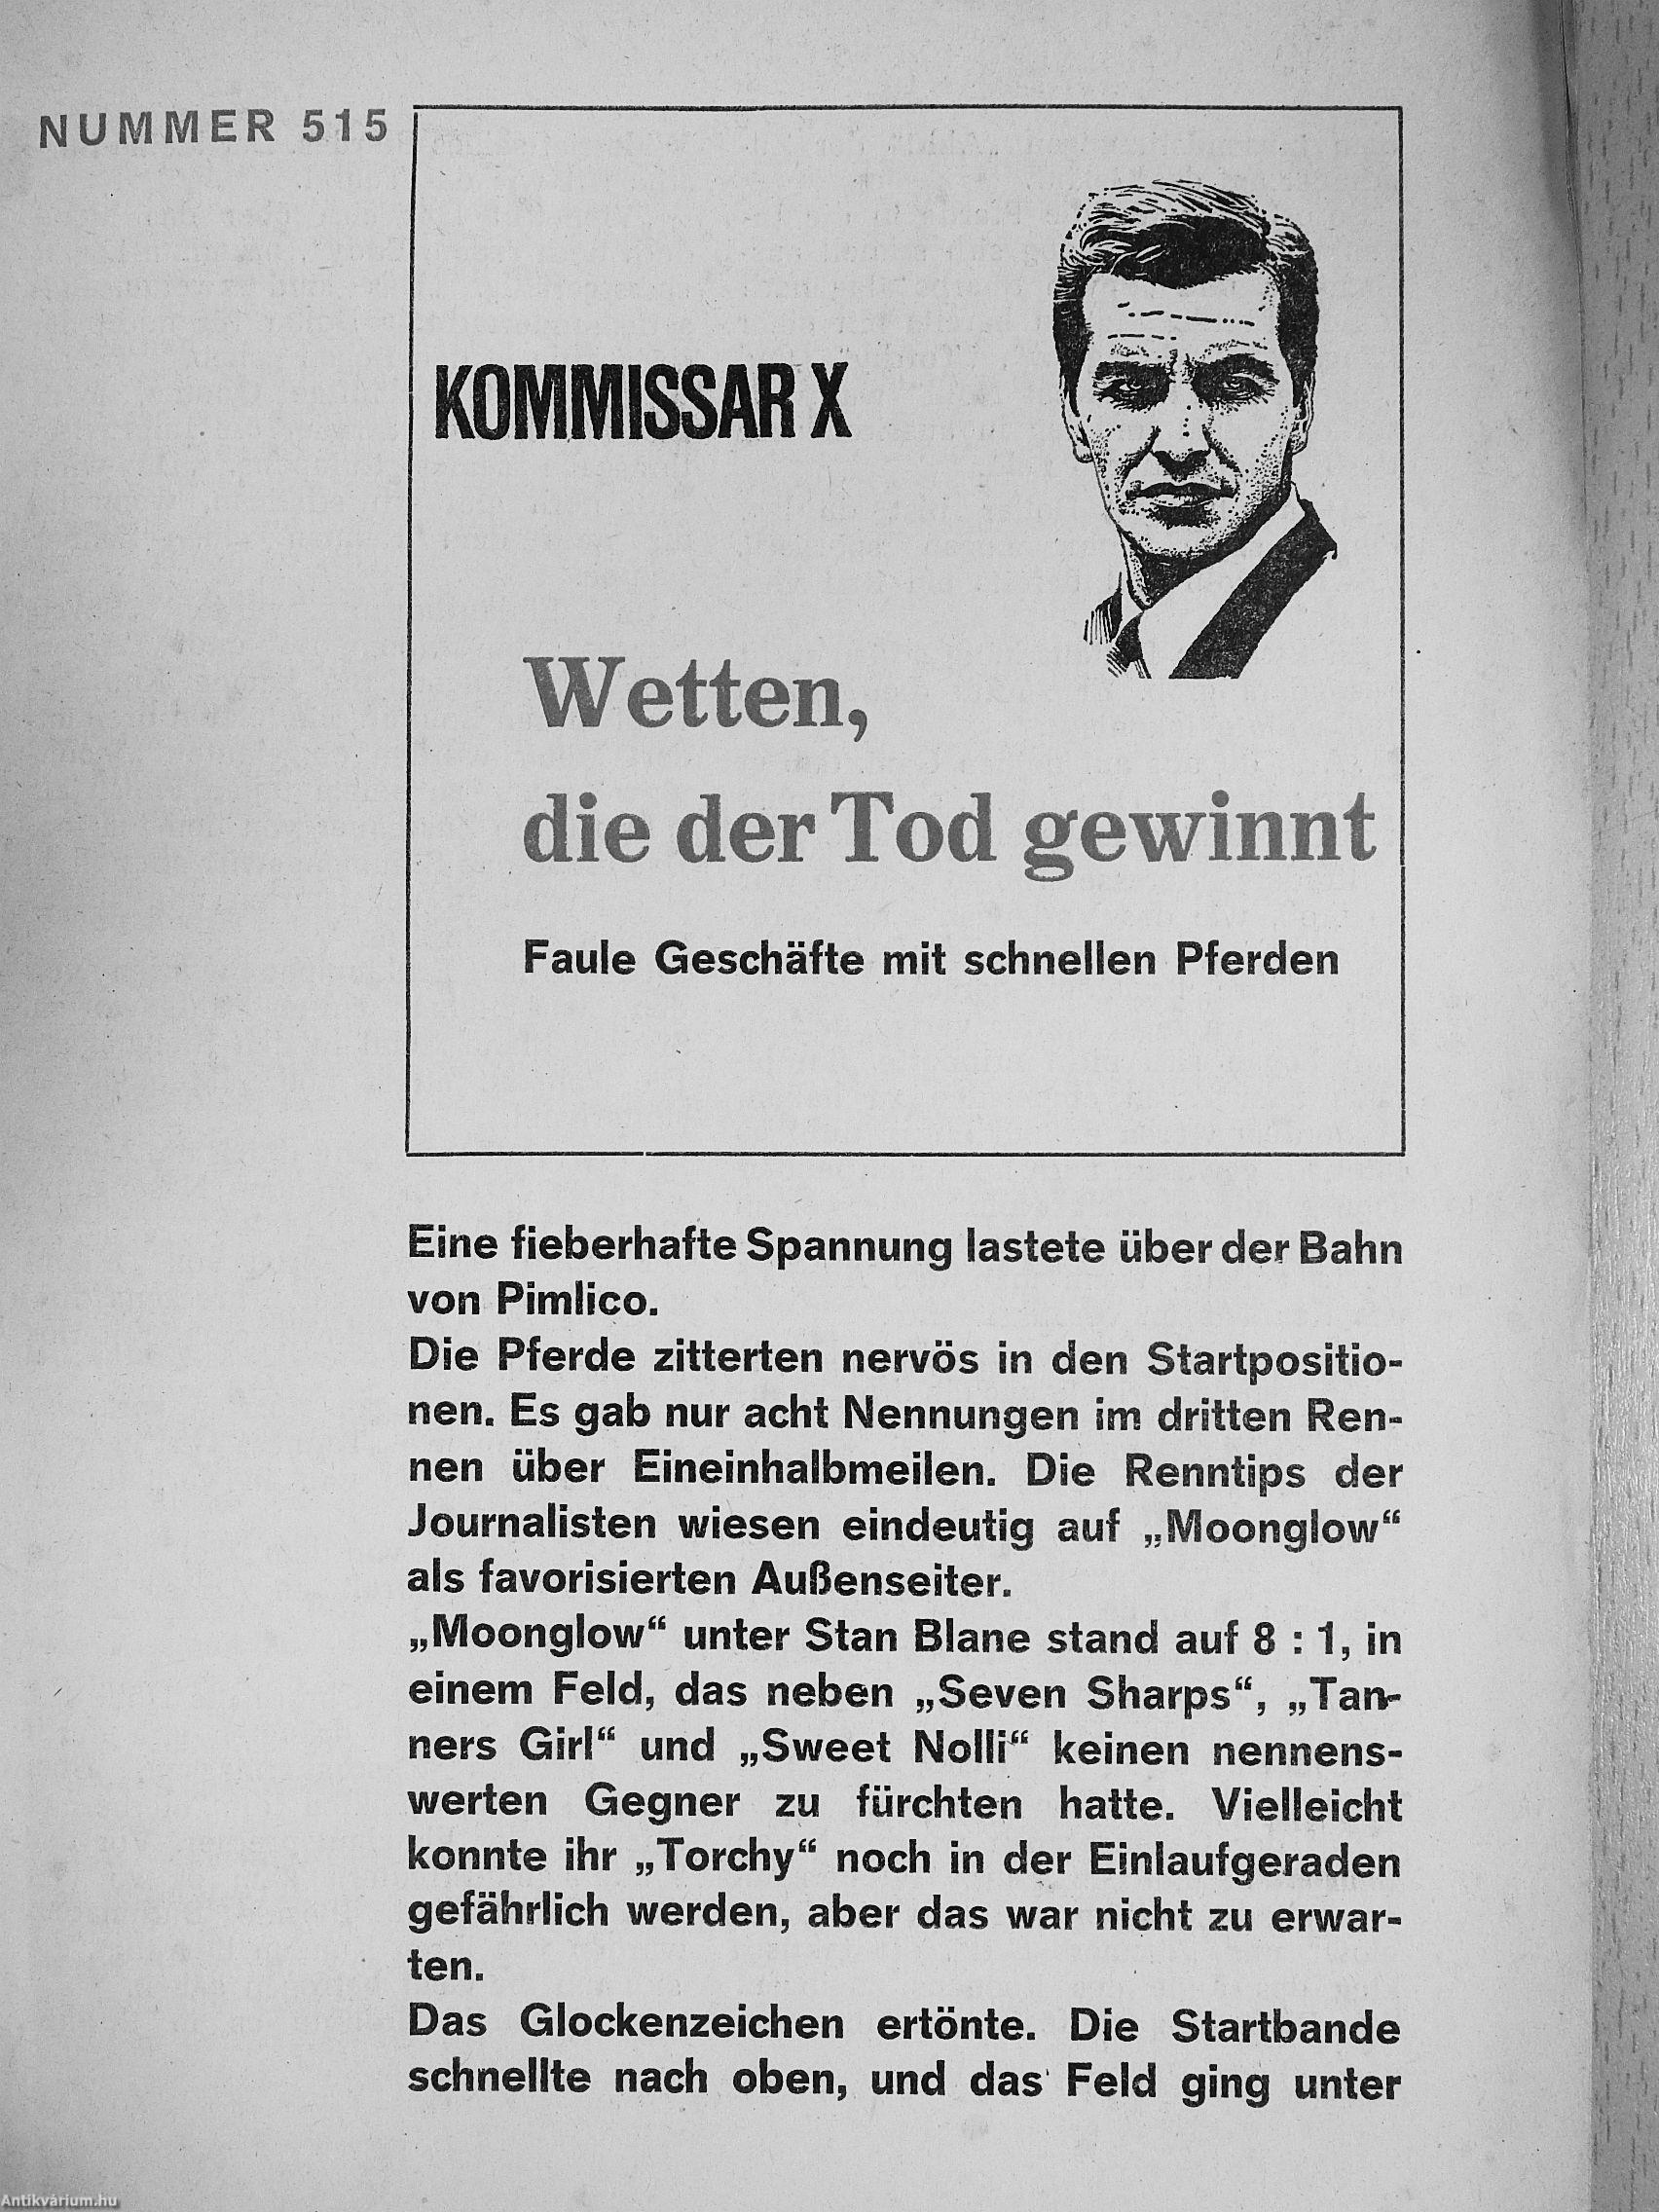 NUMMER 515
KOMMISSAR X
Wetten,
die der Tod gewinnt
Faule Geschäfte mit schnellen Pferden
Eine fieberhafte Spannung lastete über der Bahn
von Pimlico.
Die Pferde zitterten nervös in den Startpositio-
nen. Es gab nur acht Nennungen im dritten Ren-
nen über Eineinhalbmeilen. Die Renntips der
Journalisten wiesen eindeutig auf „Moonglow“
als favorisierten Außenseiter.
„Moonglow“ unter Stan Blane stand auf 8 : 1, in
einem Feld, das neben „Seven Sharps“, „Tan-
ners Girl“ und „Sweet Nolli“ keinen nennens-
werten Gegner zu fürchten hatte. Vielleicht
konnte ihr „Torchy“ noch in der Einlaufgeraden
gefährlich werden, aber das war nicht zu erwar-
ten.
Das Glockenzeichen ertönte. Die Startbande
schnellte nach oben, und das Feld ging unter
Antikvárium.hu